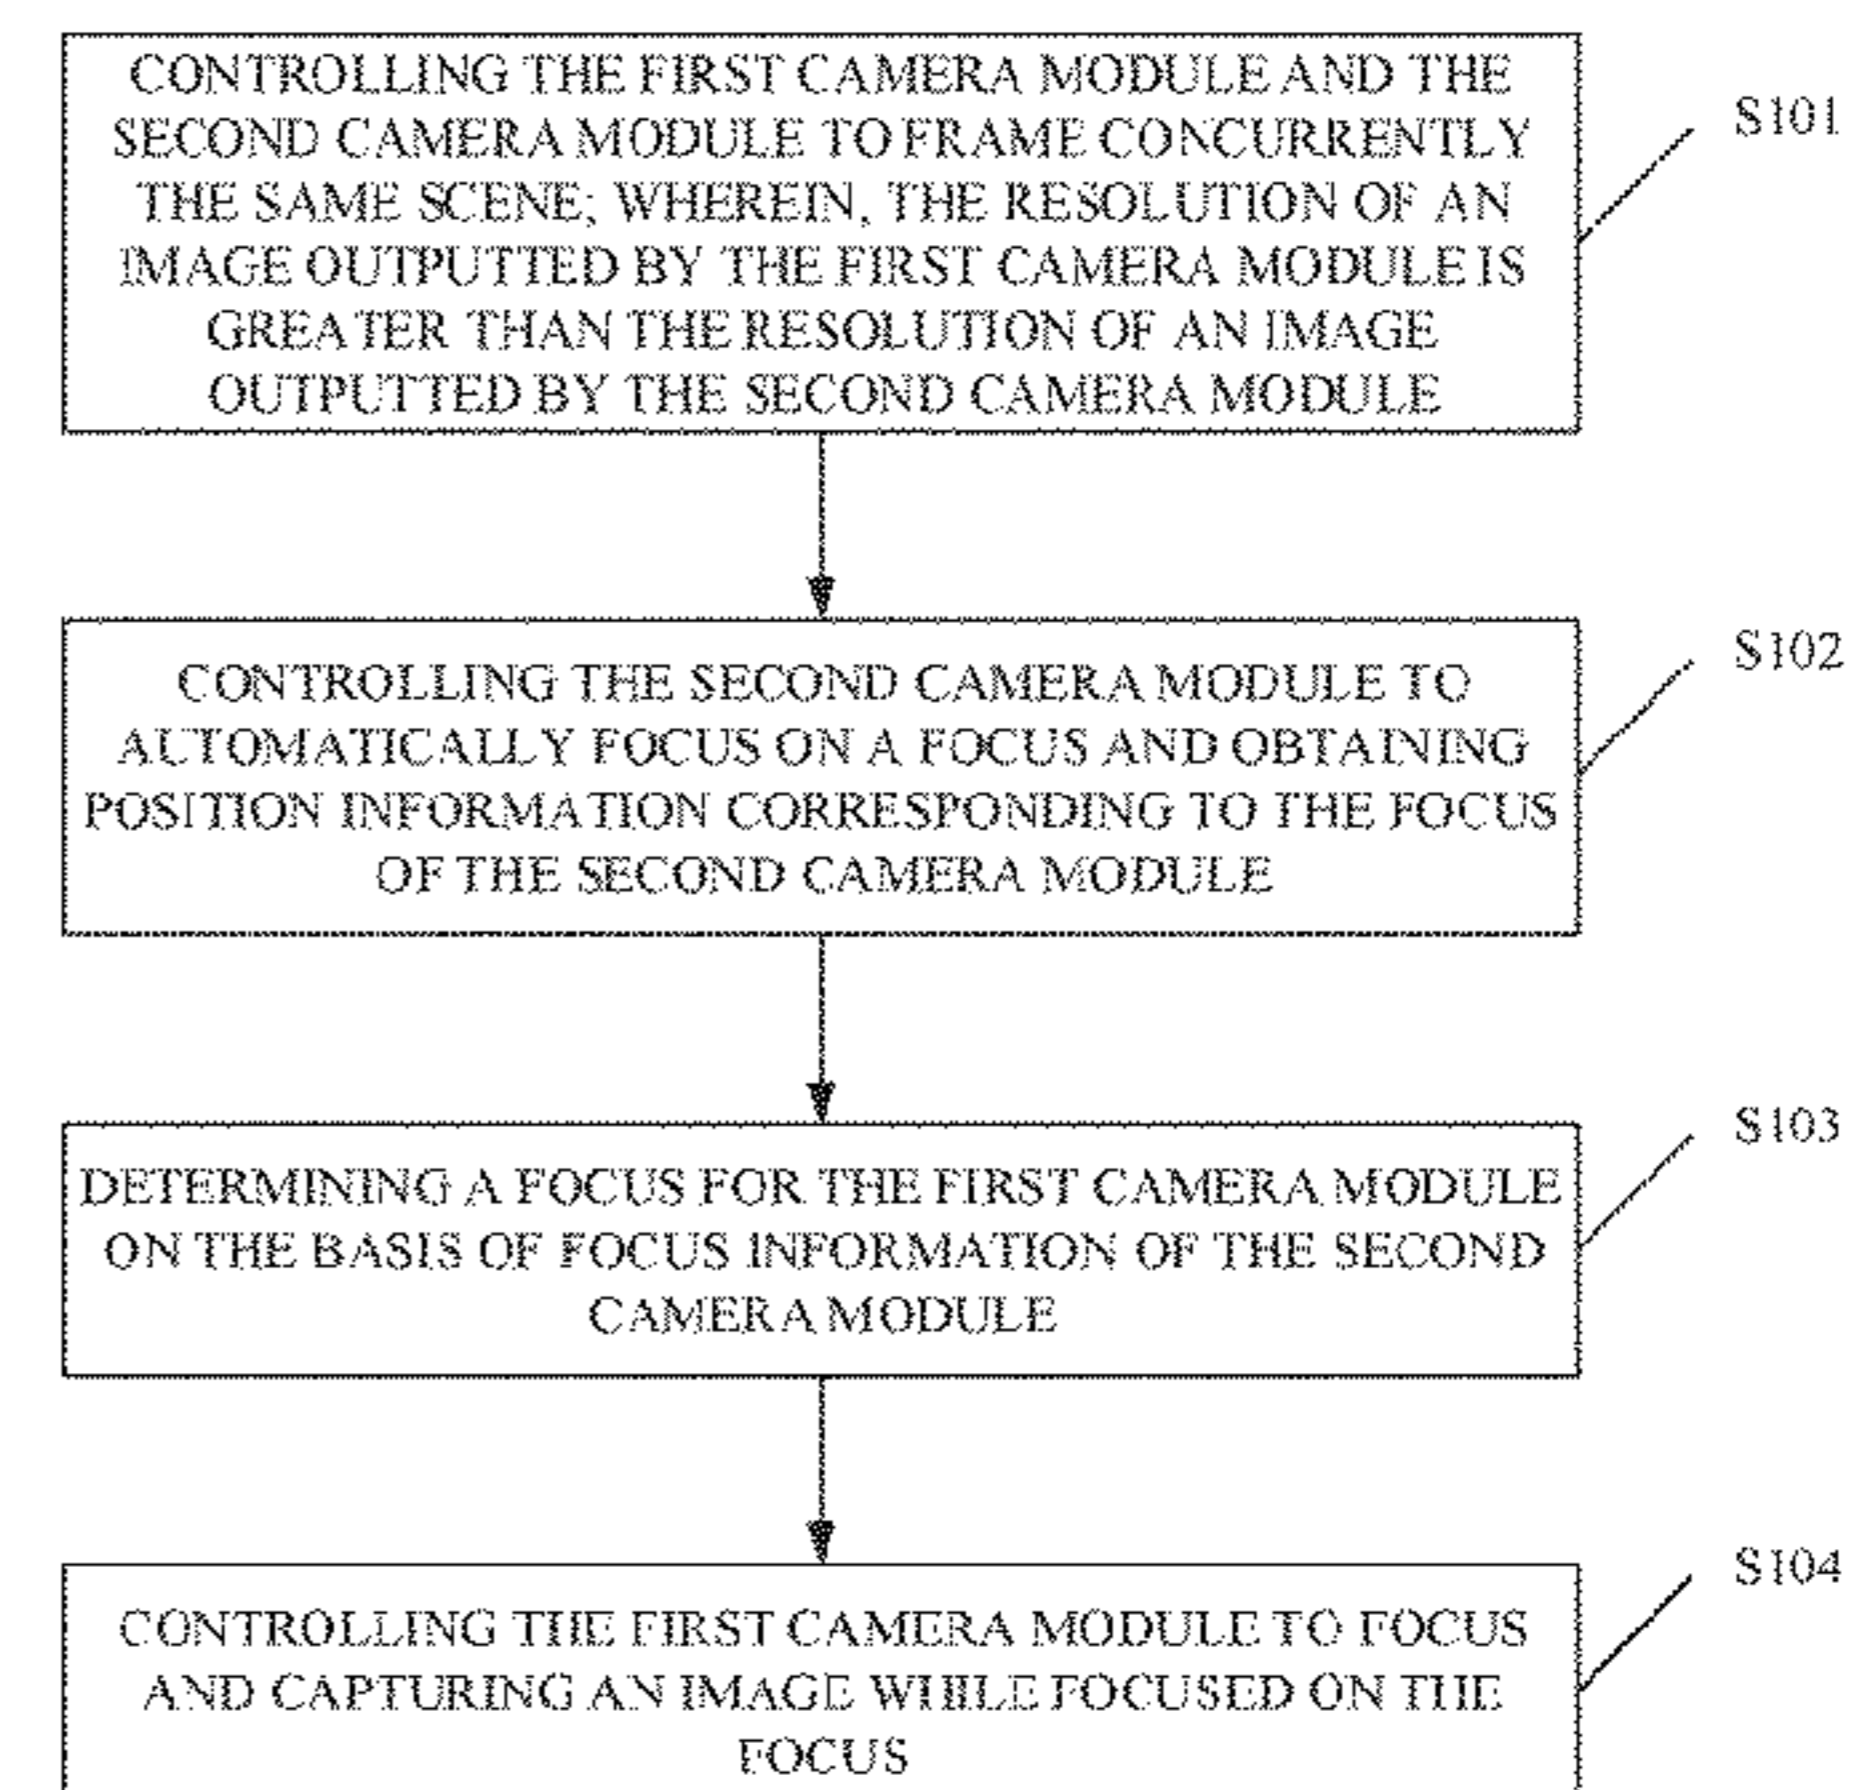 CONTROLLING THE FIRST CAMERA MODULE AND THE
SECOND CAMERA MODULE TO FRAME CONCURRENTLY
THE SAME SCENE; WHEREIN, THE RESOLUTION OF AN
IMAGE OUTPUTTED BY THE FIRST CAMERA MODULE IS
GREATER THAN THE RESOLUTION OF AN IMAGE
OUTPUTTED BY THE SECOND CAMERA MODULE
S101
CONTROLLING THE SECOND CAMERA MODULE TO
AUTOMATICALLY FOCUS ON A FOCUS AND OBTAINING
POSITION INFORMATION CORRESPONDING TO THE FOCUS
OF THE SECOND CAMERA MODULE
S102
DETERMINING A FOCUS FOR THE FIRST CAMERA MODULE
ON THE BASIS OF FOCUS INFORMATION OF THE SECOND
CAMERA MODULE
S103
CONTROLLING THE FIRST CAMERA MODULE TO FOCUS
AND CAPTURING AN IMAGE WHILE FOCUSED ON THE
FOCUS
S104